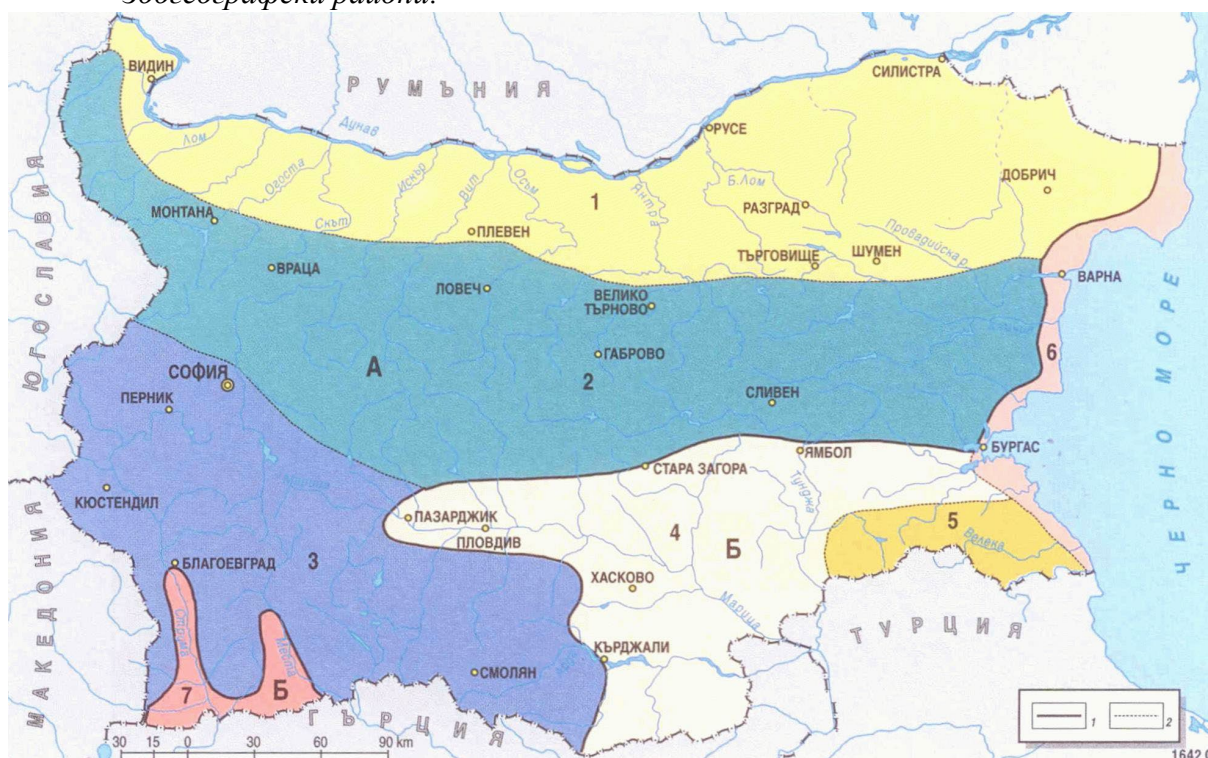 Зоогеографски райони:
ВИДИН
РУМЪНИЯ
СИЛИСТРА
Дунав
Лом
РУСЕ
Огоста
Искър
Вит
Осъм
Янтра
Б.Лом
ДОБРИЧ
РАЗГРАД
1
МОНТАНА
Скът
ПЛЕВЕН
Провадийска р.
ТЪРГОВИЩЕ
ШУМЕН
ВРАЦА
ВАРНА
ЛОВЕЧ
ВЕЛИКО
ТЪРНОВО
ЮГОСЛАВИЯ
ЧЕРНО МОРЕ
ГАБРОВО
6
СОФИЯ
А
2
ПЕРНИК
СЛИВЕН
БУРГАС
ЯМБОЛ
СТАРА ЗАГОРА
КЮСТЕНДИЛ
Тунджа
ПАЗАРДЖИК
ПЛОВДИВ
4
Б
5
Велека
МАКЕДОНИЯ
БЛАГОЕВГРАД
3
ХАСКОВО
Марица
Струма
Места
ТУРЦИЯ
КЪРДЖАЛИ
СМОЛЯН
7
Б
ГЪРЦИЯ
1
2
30 15 0 30 60 90 km